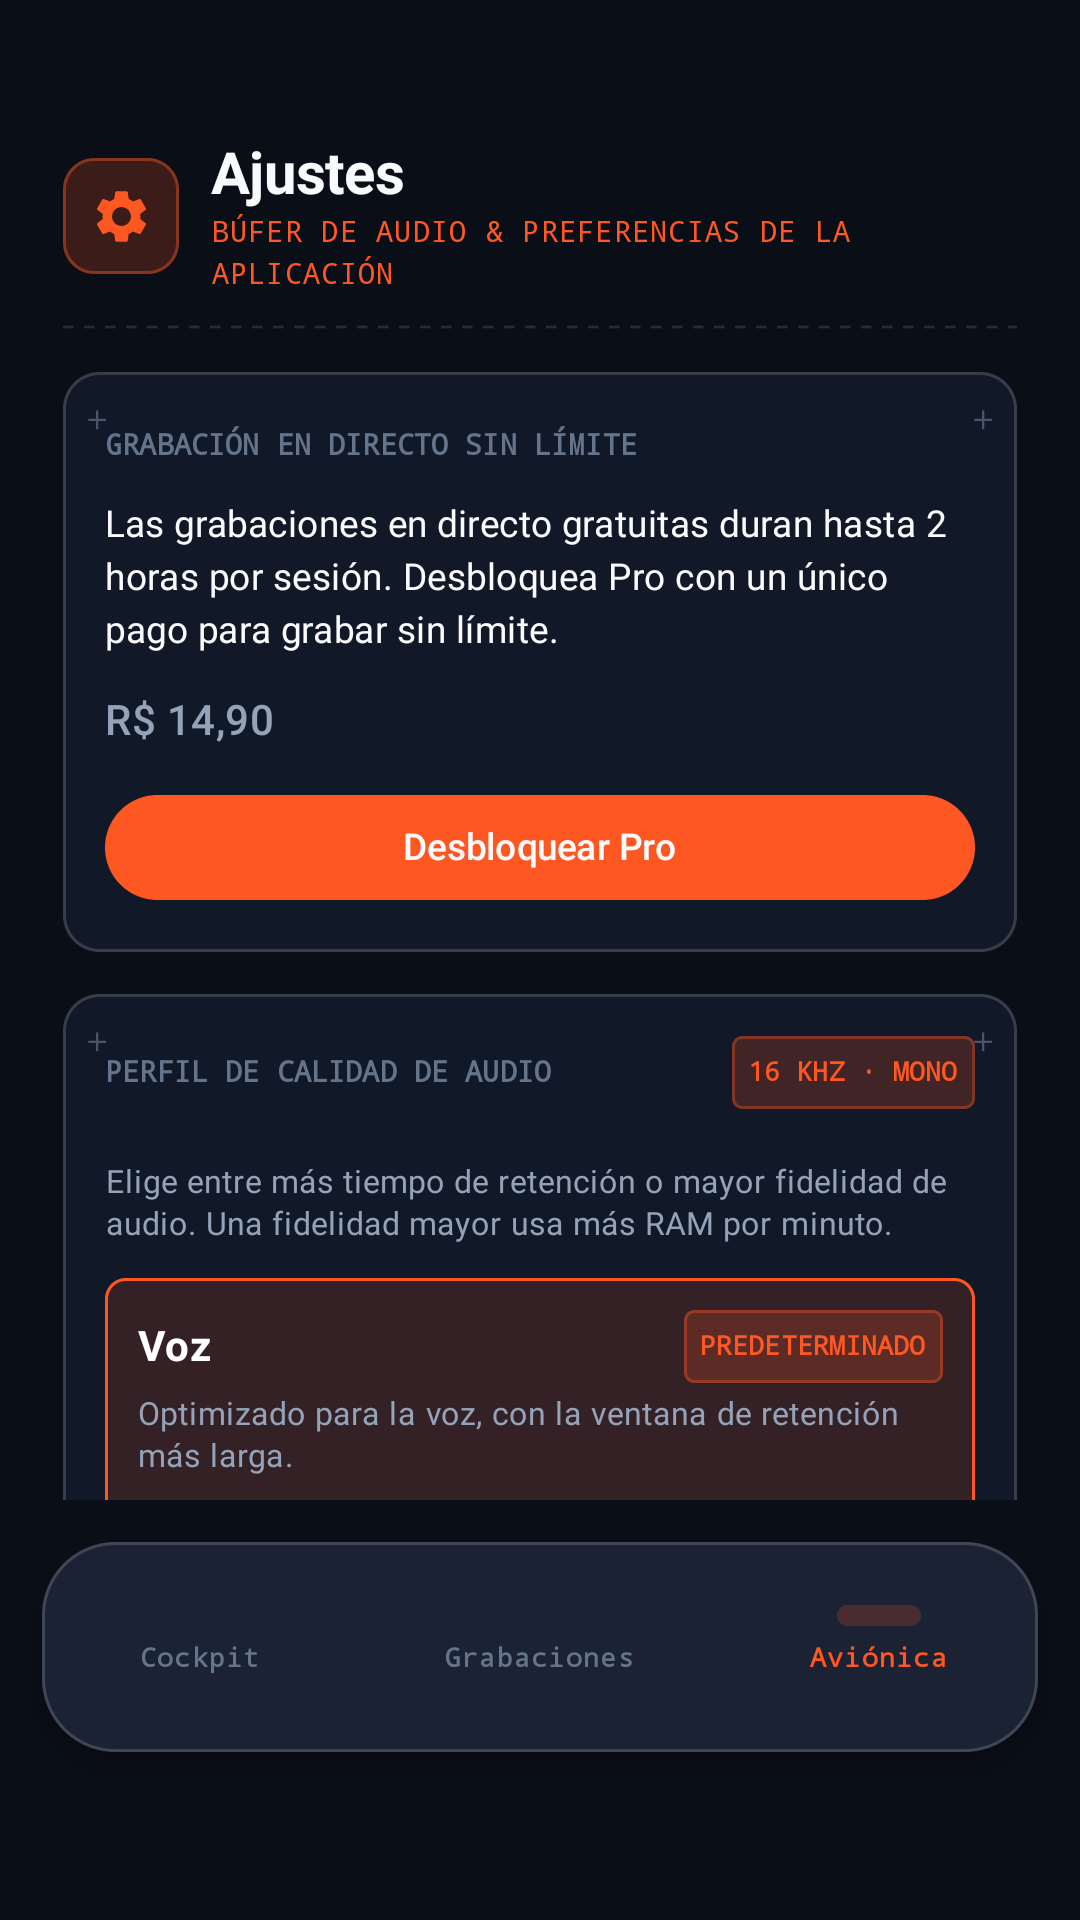 Ajustes
BÚFER DE AUDIO & PREFERENCIAS DE LA
APLICACIÓN
GRABACIÓN EN DIRECTO SIN LÍMITE
Las grabaciones en directo gratuitas duran hasta 2
horas por sesión. Desbloquea Pro con un único
pago para grabar sin límite.
R$ 14,90
Desbloquear Pro
PERFIL DE CALIDAD DE AUDIO
16 KHZ · MONO
Elige entre más tiempo de retención o mayor fidelidad de
audio. Una fidelidad mayor usa más RAM por minuto.
Voz
PREDETERMINADO
Optimizado para la voz, con la ventana de retención
más larga.
Cockpit
Grabaciones
Aviónica